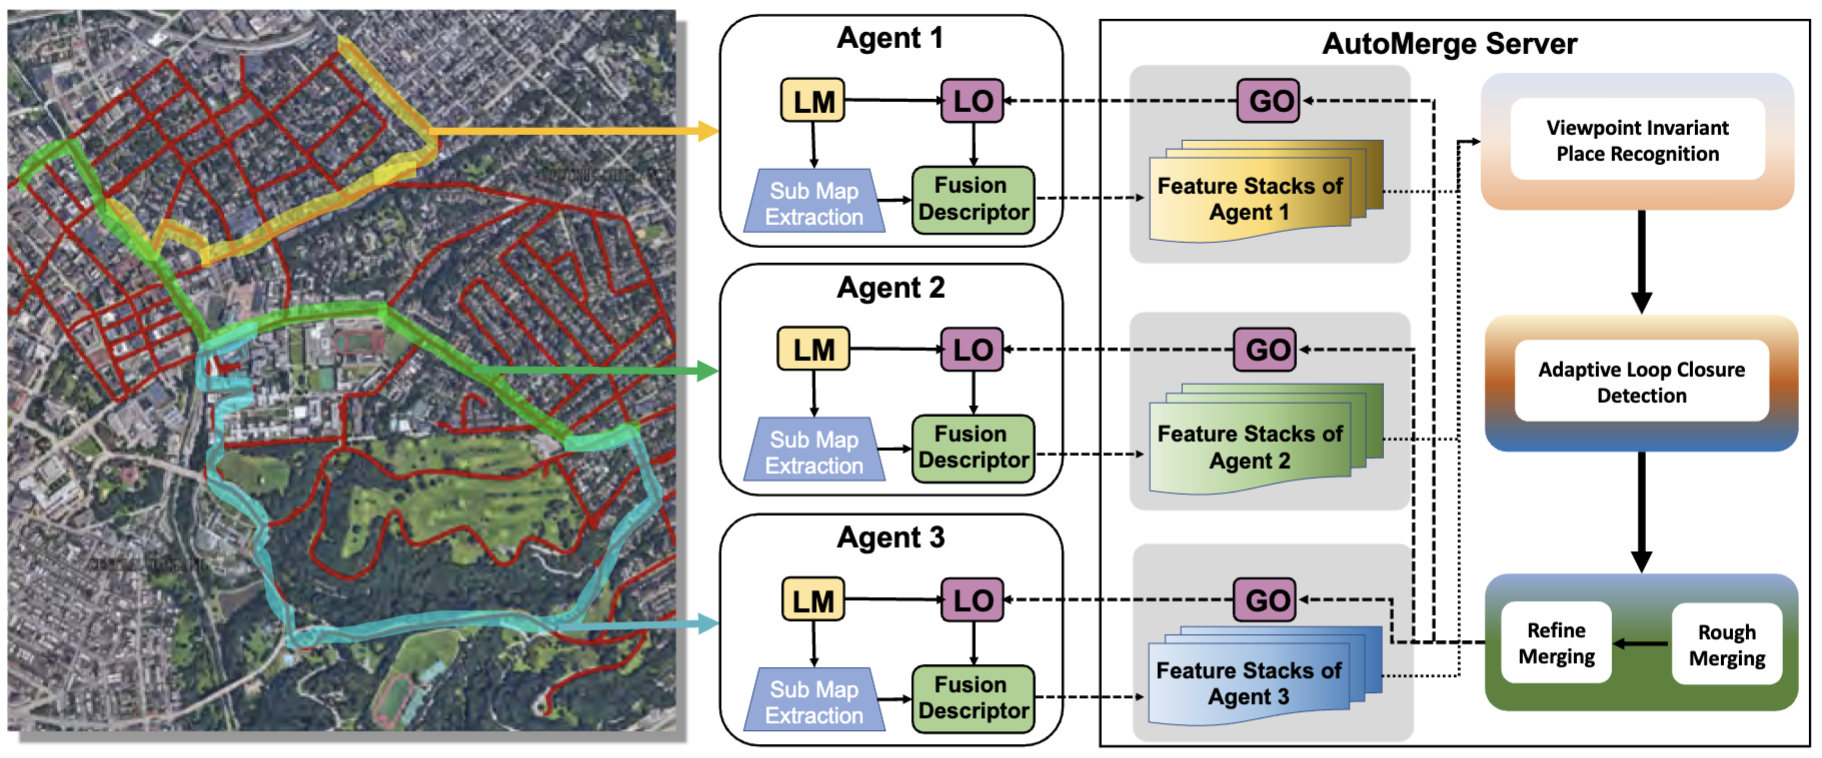 Agent 1
LM
LO
Sub Map
Extraction
Fusion
Descriptor
Agent 2
LM
LO
Sub Map
Extraction
Fusion
Descriptor
Agent 3
LM
LO
Sub Map
Extraction
Fusion
Descriptor
AutoMerge Server
GO
Feature Stacks of
Agent 1
GO
Feature Stacks of
Agent 2
GO
Feature Stacks of
Agent 3
Viewpoint Invariant
Place Recognition
Adaptive Loop Closure
Detection
Refine
Merging
Rough
Merging